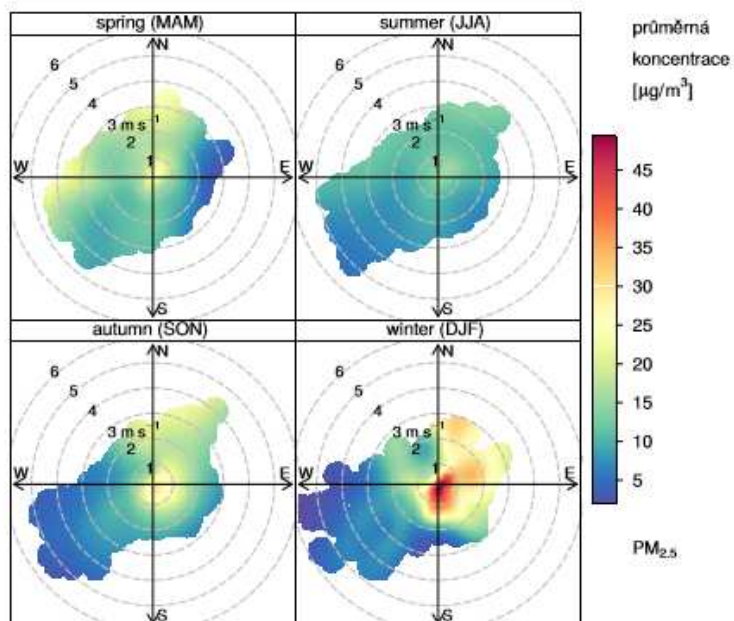 spring (MAM)
summer (JJA)
průměrná
koncentrace
[µg/m³]
N
6
5
4
3 m s⁻¹
2
1
W
E
S
N
6
5
4
3 m s⁻¹
2
1
W
E
S
autumn (SON)
winter (DJF)
N
6
5
4
3 m s⁻¹
2
1
W
E
S
N
6
5
4
3 m s⁻¹
2
1
W
E
S
45
40
35
30
25
20
15
10
5
PM₂.₅